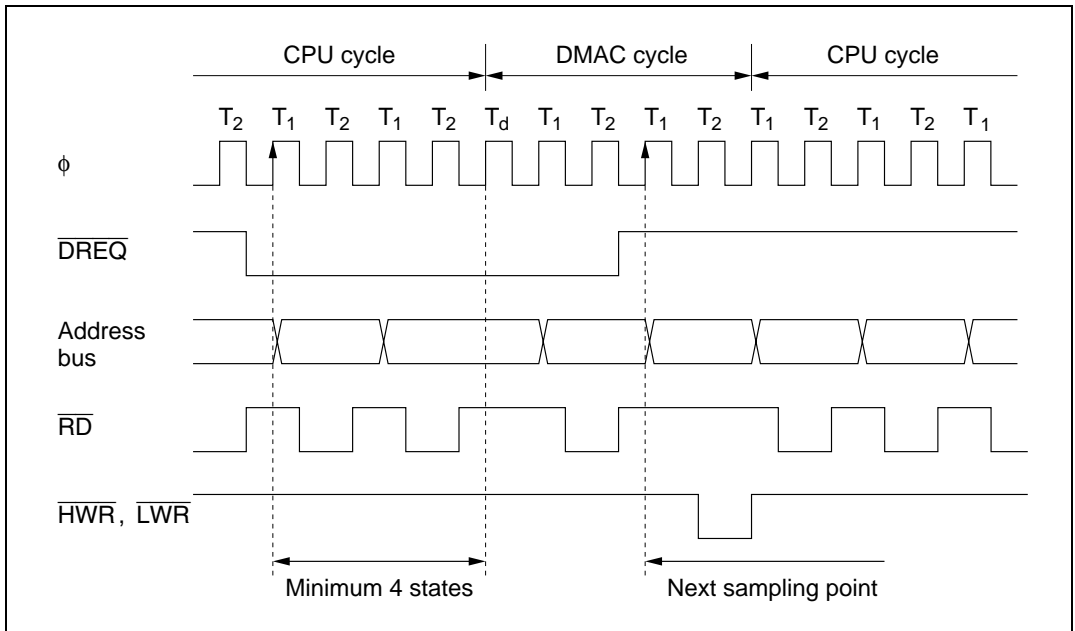 CPU cycle DMAC cycle CPU cycle
T2 T1 T2 T1 T2 Td T1 T2 T1 T2 T1 T2 T1 T2 T1
ϕ
DREQ
Address
bus
RD
HWR, LWR
Minimum 4 states Next sampling point